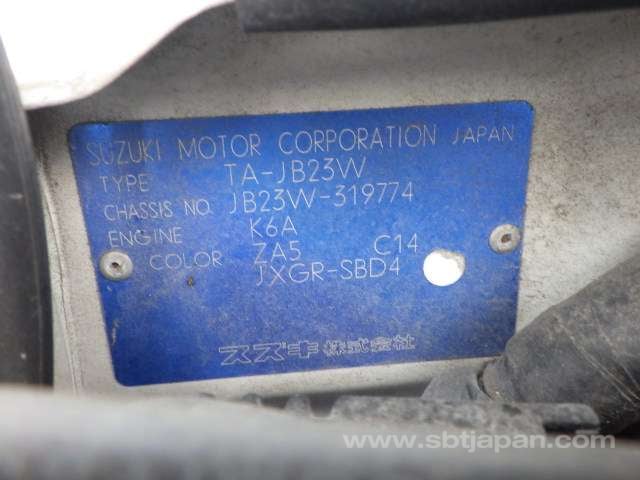 SUZUKI MOTOR CORPORATION JAPAN
TYPE TA-JB23W
CHASSIS NO. JB23W-319774
ENGINE K6A
COLOR ZA5 C14
JXGR-SBD4
スズキ株式会社
www.sbtjapan.com